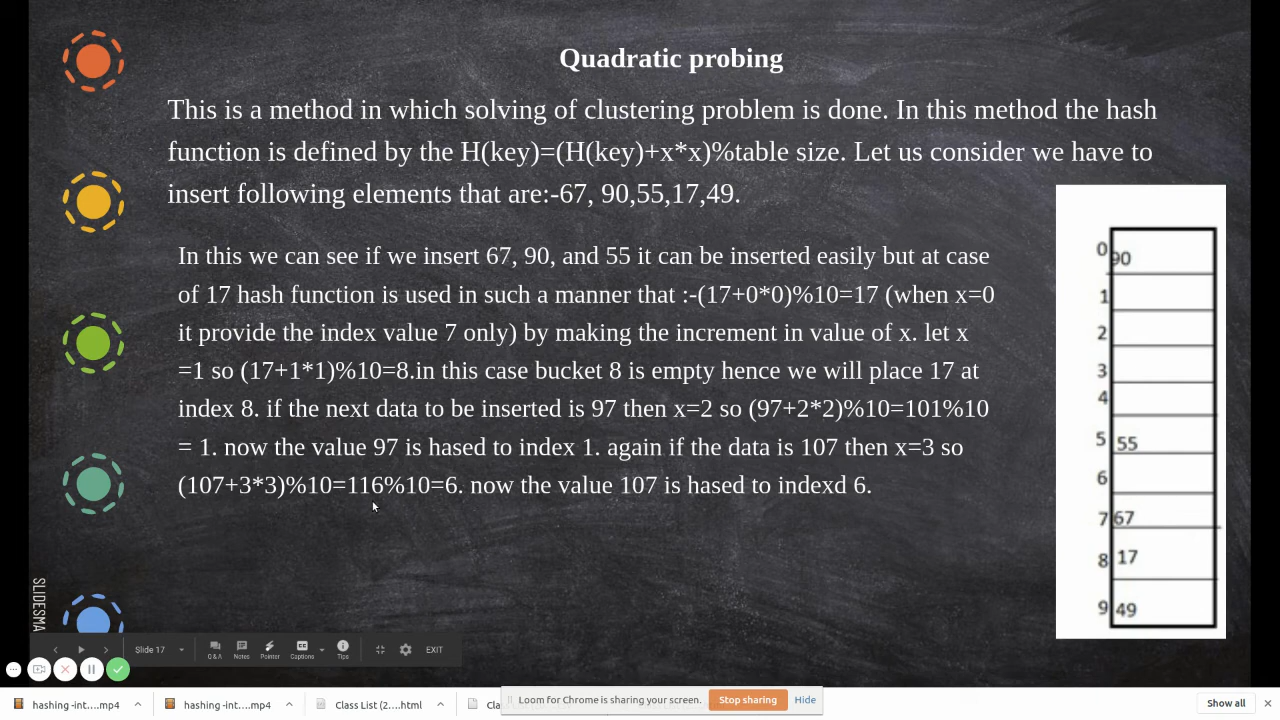 Quadratic probing
This is a method in which solving of clustering problem is done. In this method the hash
function is defined by the H(key)=(H(key)+x*x)%table size. Let us consider we have to
insert following elements that are:-67, 90,55,17,49.
In this we can see if we insert 67, 90, and 55 it can be inserted easily but at case
of 17 hash function is used in such a manner that :-(17+0*0)%10=17 (when x=0
it provide the index value 7 only) by making the increment in value of x. let x
=1 so (17+1*1)%10=8.in this case bucket 8 is empty hence we will place 17 at
index 8. if the next data to be inserted is 97 then x=2 so (97+2*2)%10=101%10
= 1. now the value 97 is hased to index 1. again if the data is 107 then x=3 so
(107+3*3)%10=116%10=6. now the value 107 is hased to indexd 6.
0 90
1
2
3
4
5 55
6
7 67
8 17
9 49
SLIDESMA
Slide 17
Q & A
Notes
Pointer
Captions
Tips
EXIT
hashing -int....mp4
hashing -int....mp4
Class List (2....html
Cla
Loom for Chrome is sharing your screen.
Stop sharing
Hide
Show all